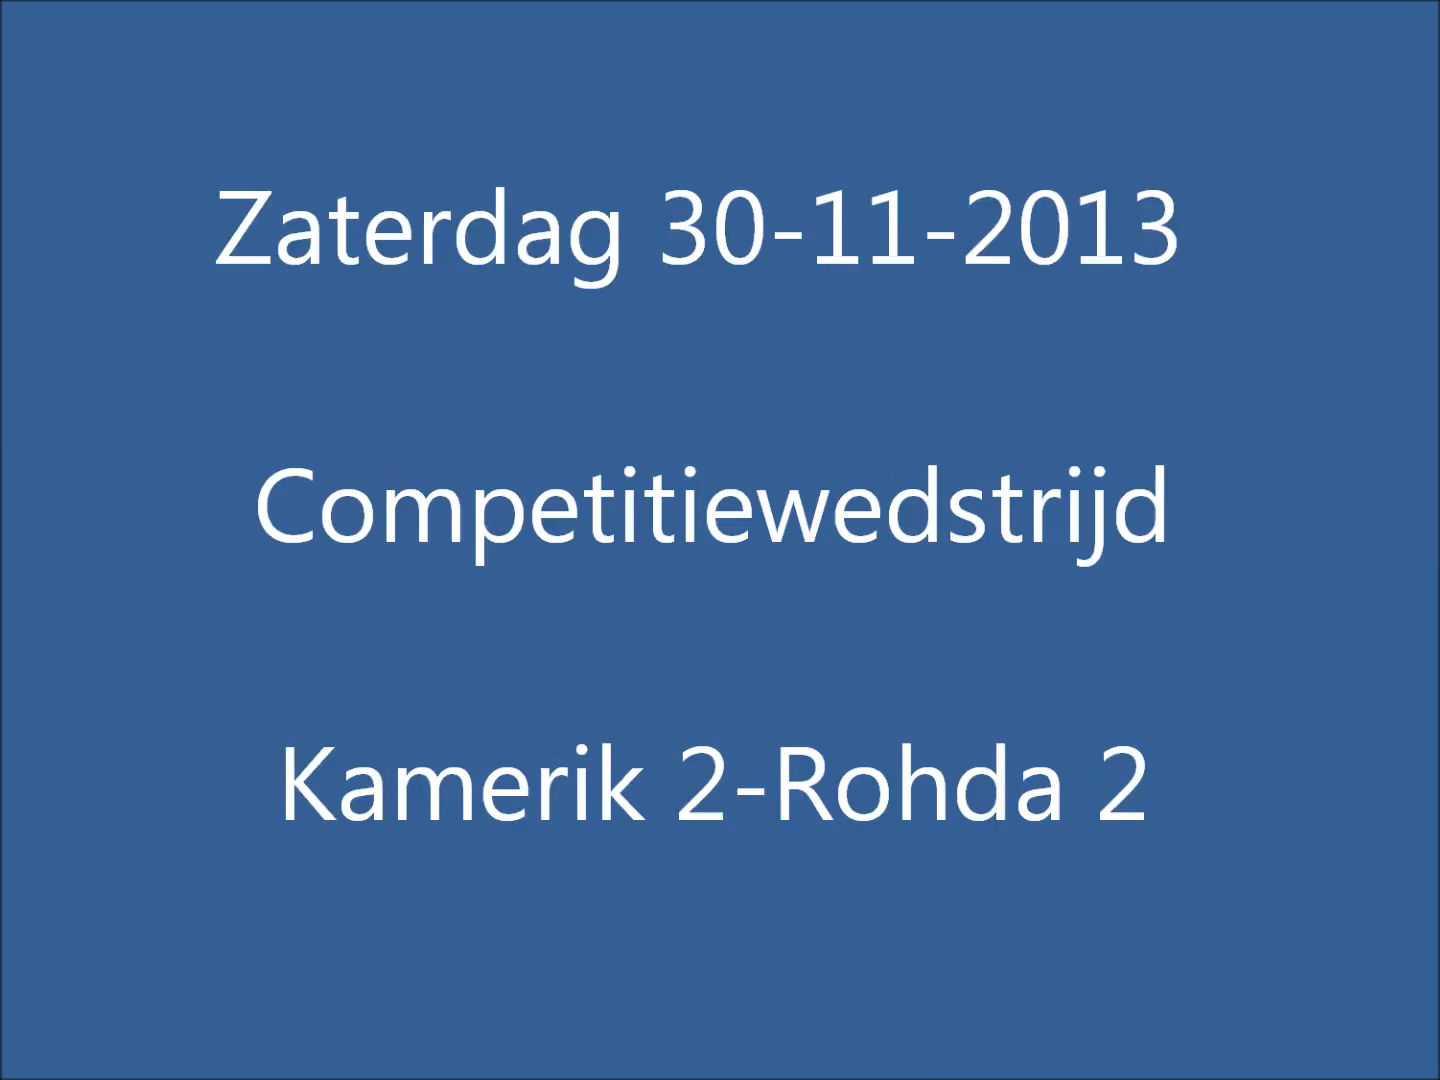 Zaterdag 30-11-2013
Competitiewedstrijd
Kamerik 2-Rohda 2